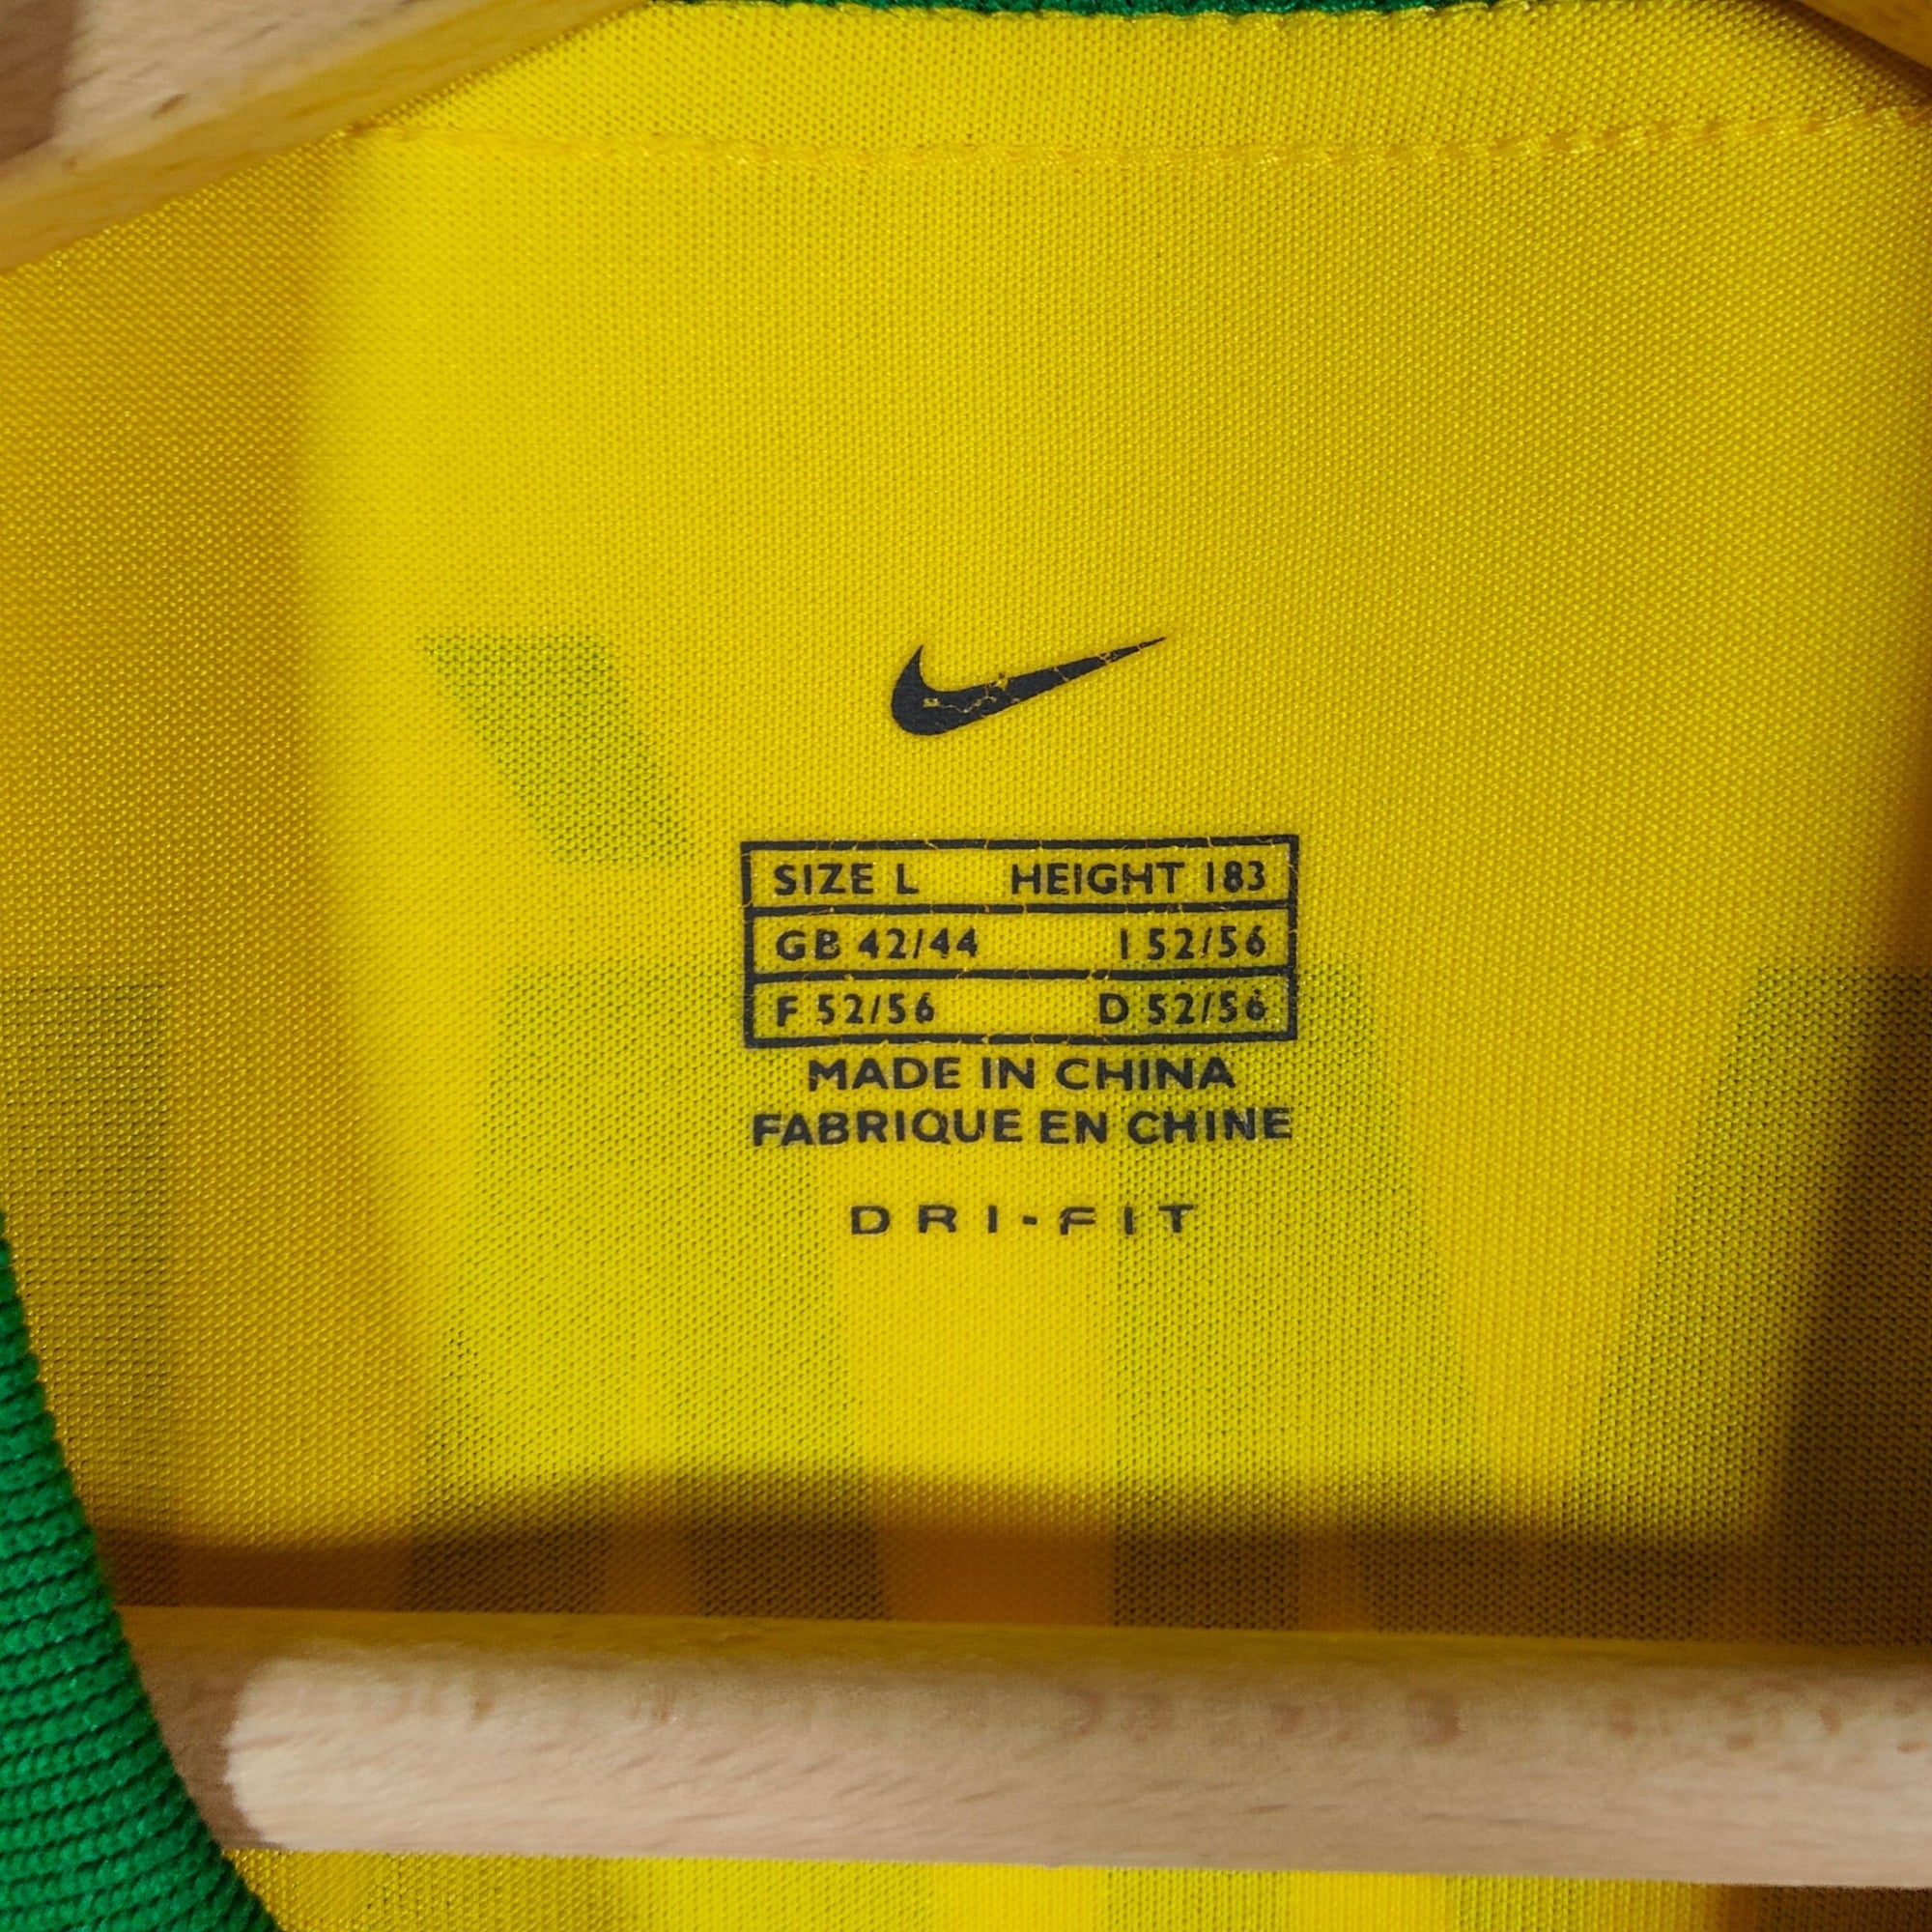 SIZE L HEIGHT 183
GB 42/44 I 52/56
F 52/56 D 52/56
MADE IN CHINA
FABRIQUE EN CHINE
DRI-FIT